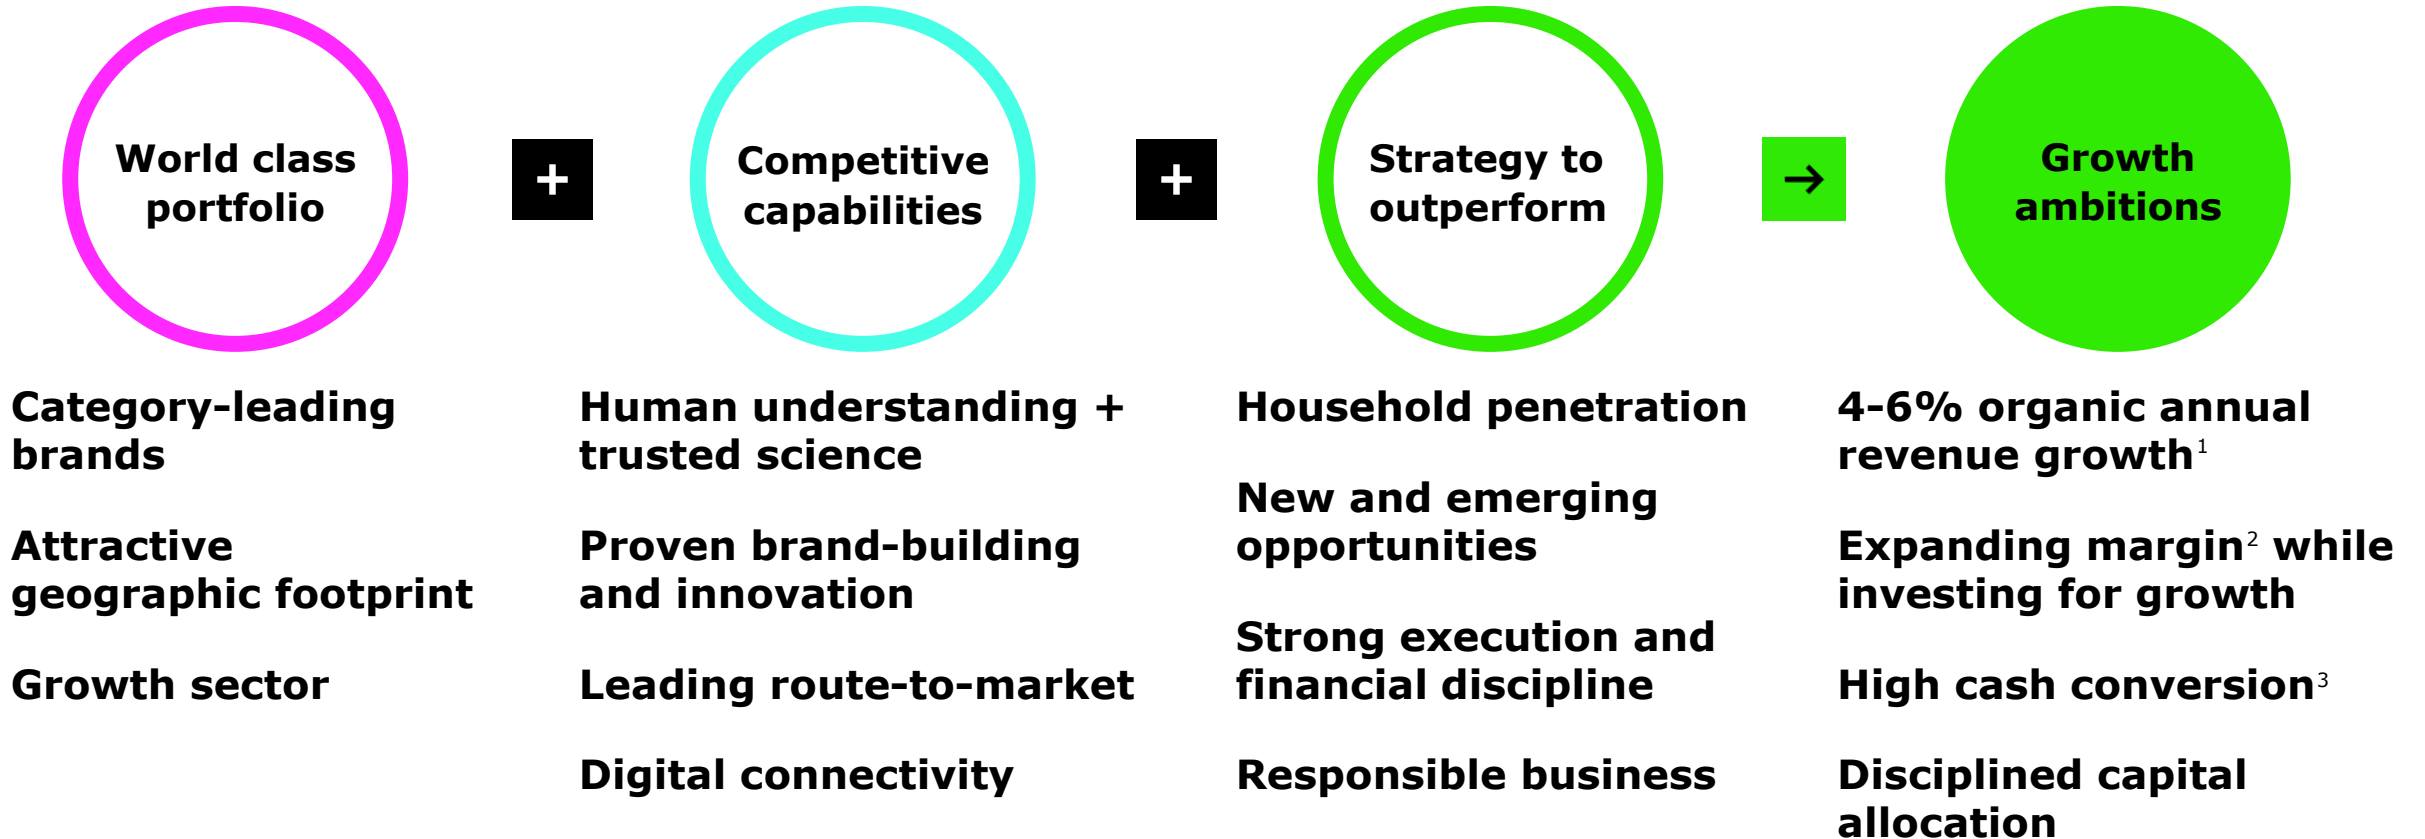 World class
portfolio
+
Competitive
capabilities
+
Strategy to
outperform
→
Growth
ambitions
Category-leading
brands
Attractive
geographic footprint
Growth sector
Human understanding +
trusted science
Proven brand-building
and innovation
Leading route-to-market
Digital connectivity
Household penetration
New and emerging
opportunities
Strong execution and
financial discipline
Responsible business
4-6% organic annual
revenue growth¹
Expanding margin² while
investing for growth
High cash conversion³
Disciplined capital
allocation